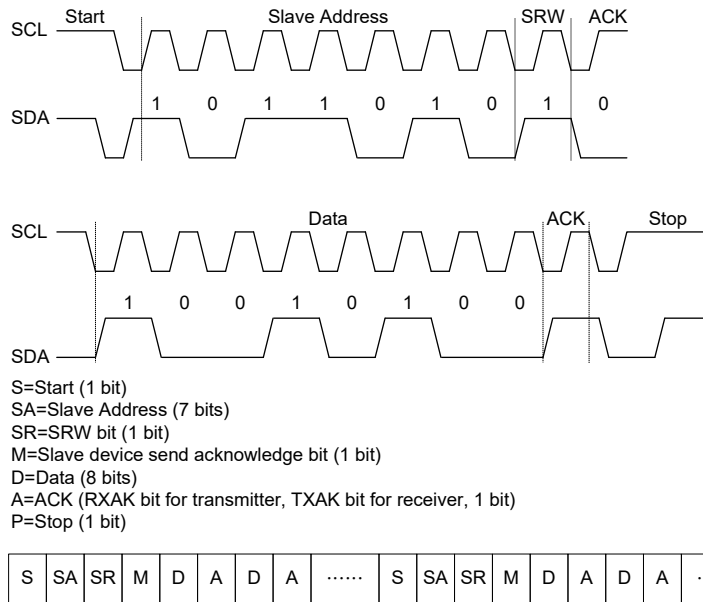 Start Slave Address SRW ACK
SCL
1 0 1 1 0 1 0 1 0
SDA
Data ACK Stop
SCL
1 0 0 1 0 1 0 0
SDA
S=Start (1 bit)
SA=Slave Address (7 bits)
SR=SRW bit (1 bit)
M=Slave device send acknowledge bit (1 bit)
D=Data (8 bits)
A=ACK (RXAK bit for transmitter, TXAK bit for receiver, 1 bit)
P=Stop (1 bit)
S SA SR M D A D A ...... S SA SR M D A D A